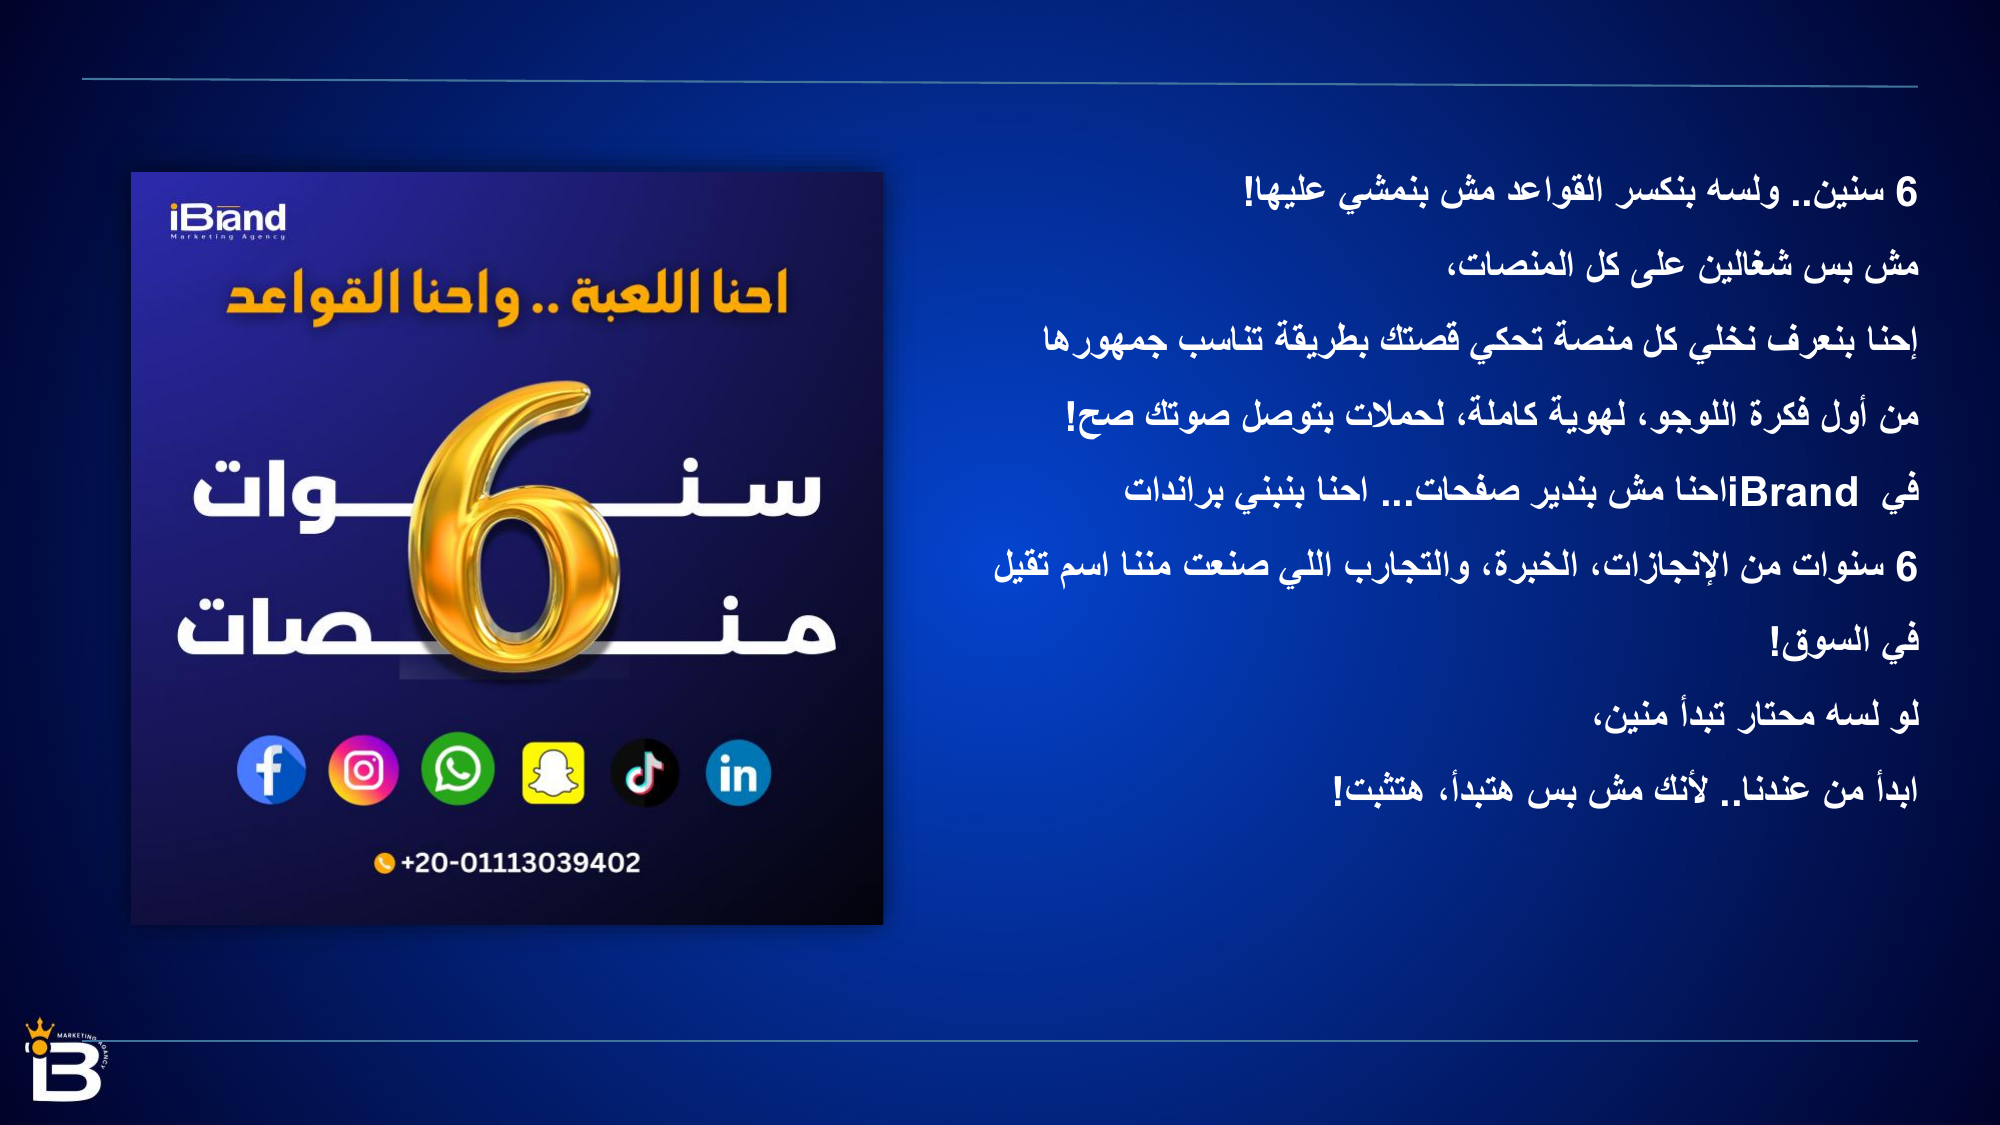 6 سنين.. ولسه بنكسر القواعد مش بنمشي عليها!
مش بس شغالين على كل المنصات،
إحنا بنعرف نخلي كل منصة تحكي قصتك بطريقة تناسب جمهورها
من أول فكرة اللوجو، لهوية كاملة، لحملات بتوصل صوتك صح!
في iBrandاحنا مش بندير صفحات... احنا بنبني براندات
6 سنوات من الإنجازات، الخبرة، والتجارب اللي صنعت مننا اسم تقيل
في السوق!
لو لسه محتار تبدأ منين،
ابدأ من عندنا.. لأنك مش بس هتبدأ، هتثبت!
iBrand
Marketing Agency
احنا اللعبة .. واحنا القواعد
6
سنـــوات
منـــصات
in
+20-01113039402
MARKETING AGANCY
iB